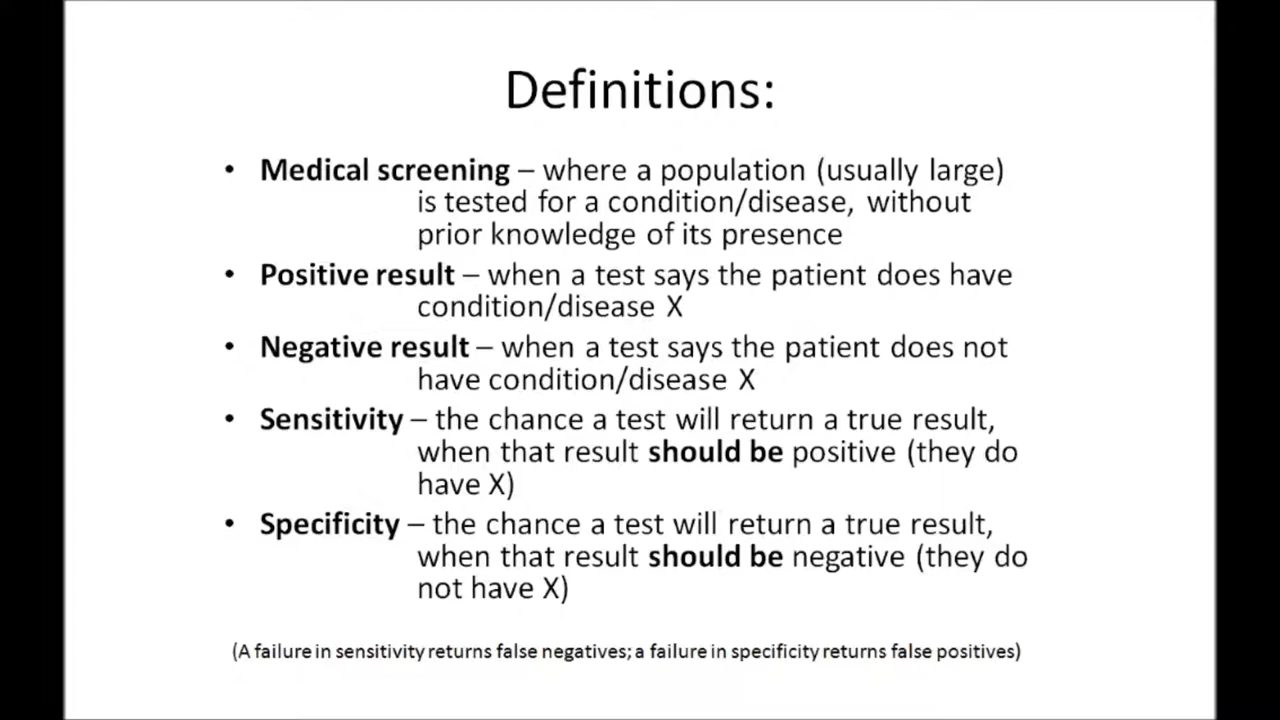 Definitions:
• Medical screening – where a population (usually large)
is tested for a condition/disease, without
prior knowledge of its presence
• Positive result – when a test says the patient does have
condition/disease X
• Negative result – when a test says the patient does not
have condition/disease X
• Sensitivity – the chance a test will return a true result,
when that result should be positive (they do
have X)
• Specificity – the chance a test will return a true result,
when that result should be negative (they do
not have X)
(A failure in sensitivity returns false negatives; a failure in specificity returns false positives)